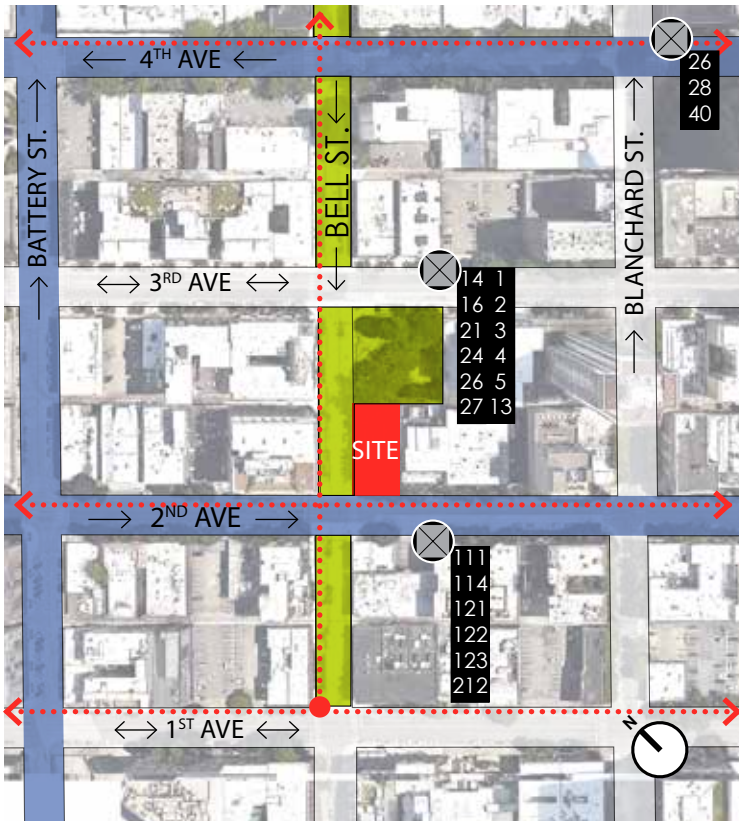 4TH AVE
26
28
40
BATTERY ST.
BELL ST.
BLANCHARD ST.
3RD AVE
14 1
16 2
21 3
24 4
26 5
27 13
SITE
2ND AVE
111
114
121
122
123
212
1ST AVE
N